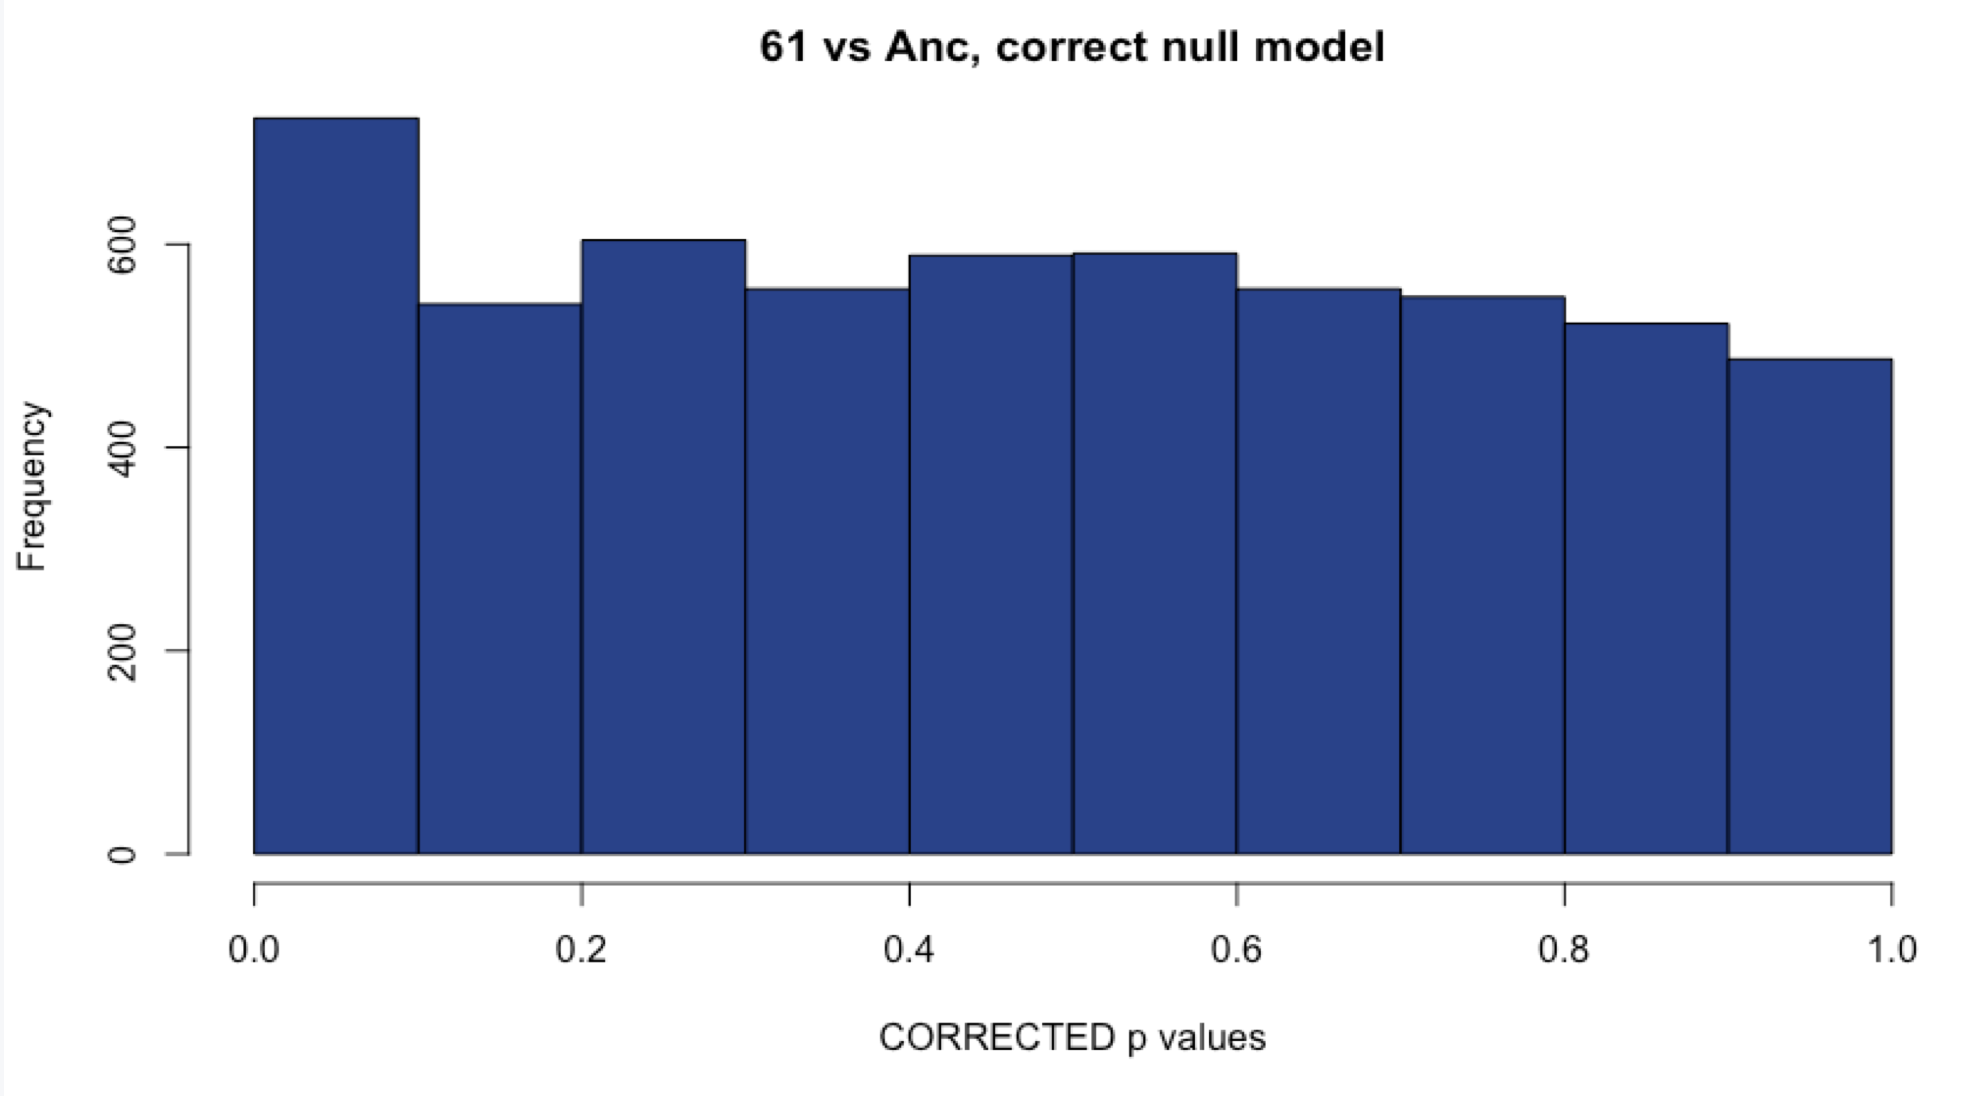 61 vs Anc, correct null model
Frequency
600
400
200
0
0.0 0.2 0.4 0.6 0.8 1.0
CORRECTED p values